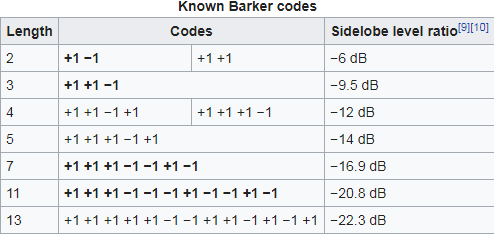 Known Barker codes
Length Codes Sidelobe level ratio[9][10]
2 +1 −1 +1 +1 −6 dB
3 +1 +1 −1 −9.5 dB
4 +1 +1 −1 +1 +1 +1 +1 −1 −12 dB
5 +1 +1 +1 −1 +1 −14 dB
7 +1 +1 +1 −1 −1 +1 −1 −16.9 dB
11 +1 +1 +1 −1 −1 −1 +1 −1 −1 +1 −1 −20.8 dB
13 +1 +1 +1 +1 +1 −1 −1 +1 +1 −1 +1 −1 +1 −22.3 dB